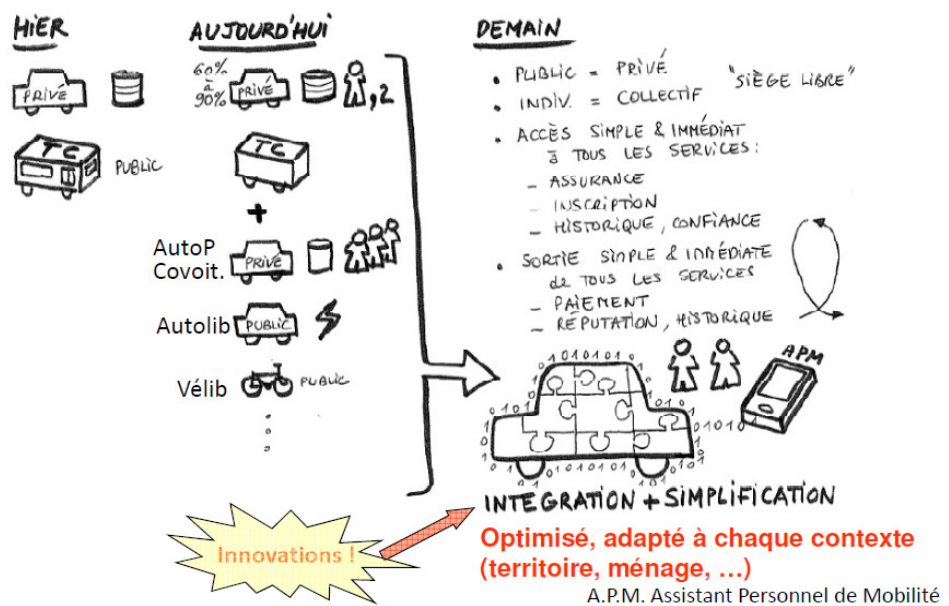 HIER
PRIVÉ
TC
PUBLIC
AUJOURD'HUI
60%
à
90%
PRIVÉ
,2
TC
+
AutoP
Covoit.
PRIVÉ
Autolib
PUBLIC
Vélib
PUBLIC
DEMAIN
• PUBLIC = PRIVÉ
"SIÈGE LIBRE"
• INDIV. = COLLECTIF
• ACCÈS SIMPLE & IMMÉDIAT
à TOUS LES SERVICES :
- ASSURANCE
- INSCRIPTION
- HISTORIQUE, CONFIANCE
• SORTIE SIMPLE & IMMÉDIATE
de TOUS LES SERVICES
- PAIEMENT
- RÉPUTATION, HISTORIQUE
APM
INTEGRATION + SIMPLIFICATION
Innovations !
Optimisé, adapté à chaque contexte
(territoire, ménage, …)
A.P.M. Assistant Personnel de Mobilité